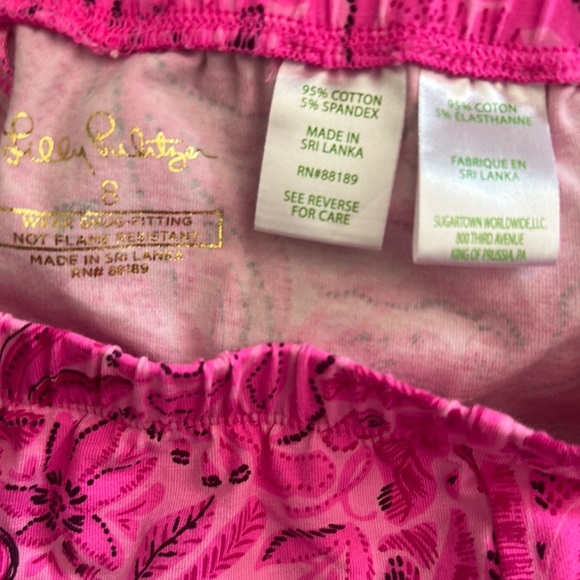 Lilly Pulitzer
8
WEAR SNUG-FITTING
NOT FLAME RESISTANT
MADE IN SRI LANKA
RN# 88189
95% COTTON
5% SPANDEX
MADE IN
SRI LANKA
RN#88189
SEE REVERSE
FOR CARE
95% COTON
5% ÉLASTHANNE
FABRIQUE EN
SRI LANKA
SUGARTOWN WORLDWIDE,LLC.
800 THIRD AVENUE
KING OF PRUSSIA, PA